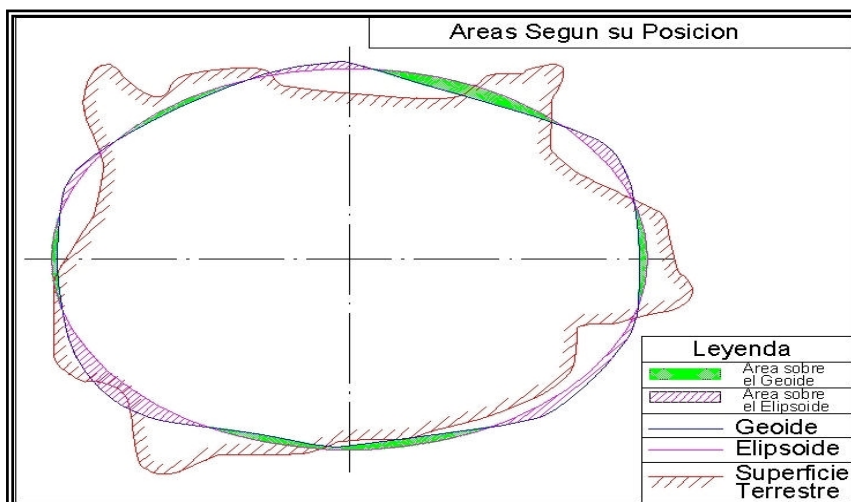 Areas Segun su Posicion
Leyenda
Area sobre
el Geoide
Area sobre
el Elipsoide
Geoide
Elipsoide
Superficie
Terrestre